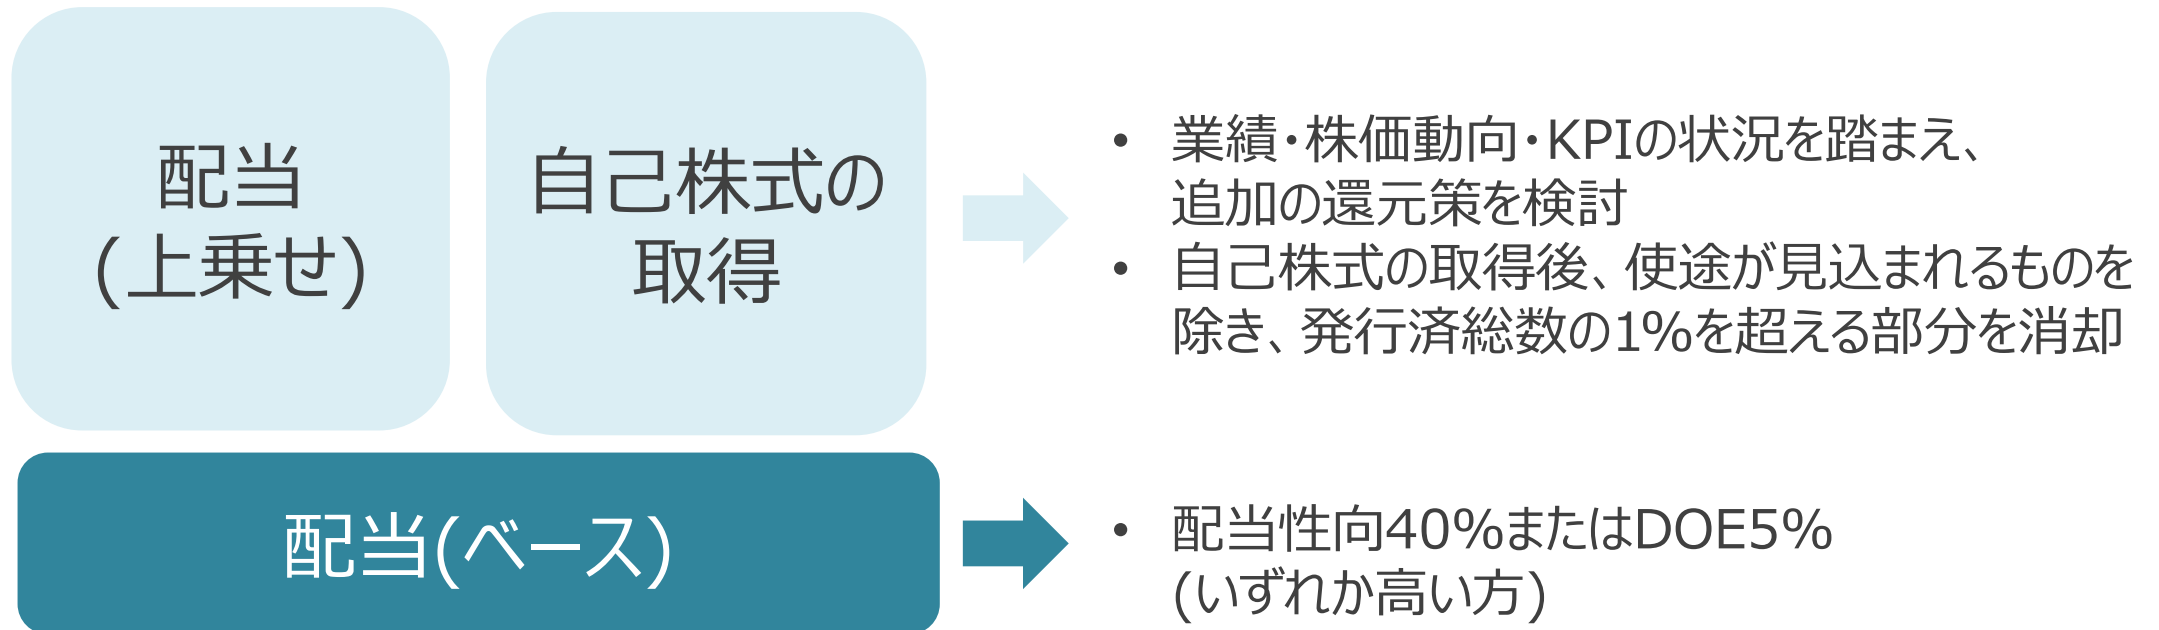 配当
(上乗せ)
自己株式の
取得
• 業績・株価動向・KPIの状況を踏まえ、
追加の還元策を検討
• 自己株式の取得後、使途が見込まれるものを
除き、発行済総数の1%を超える部分を消却
配当(ベース)
• 配当性向40%またはDOE5%
(いずれか高い方)